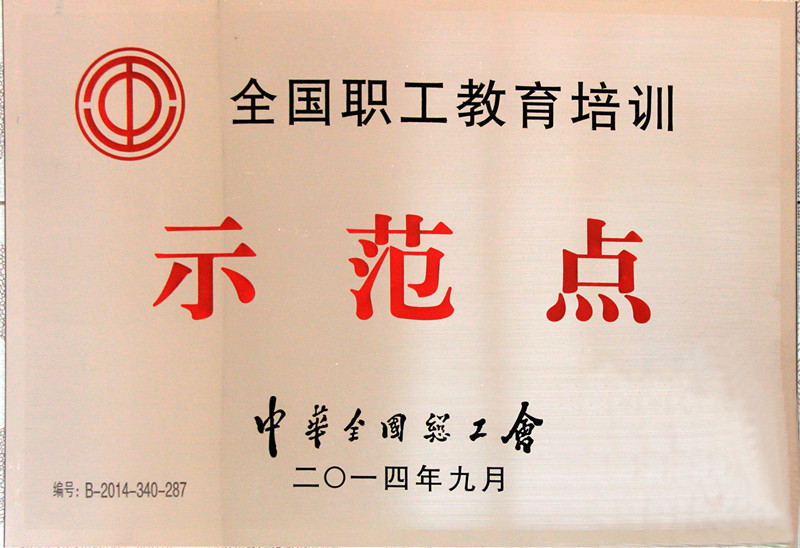 全国职工教育培训
示范点
中華全國總工會
二〇一四年九月
编号: B-2014-340-287